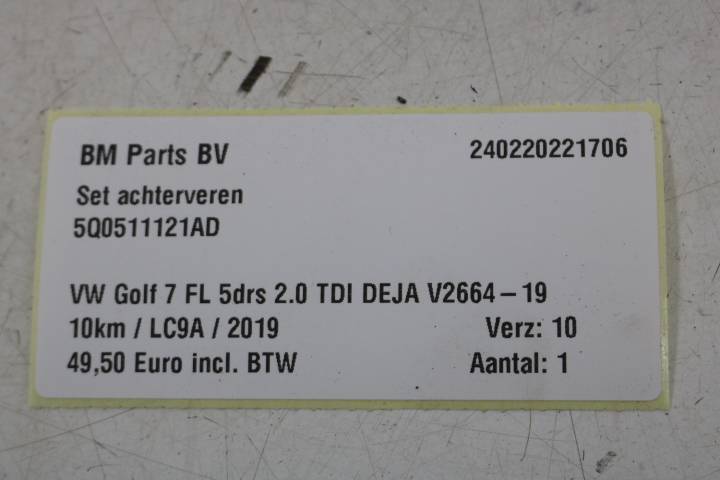 BM Parts BV 240220221706
Set achterveren
5Q0511121AD
VW Golf 7 FL 5drs 2.0 TDI DEJA V2664-19
10km / LC9A / 2019 Verz: 10
49,50 Euro incl. BTW Aantal: 1